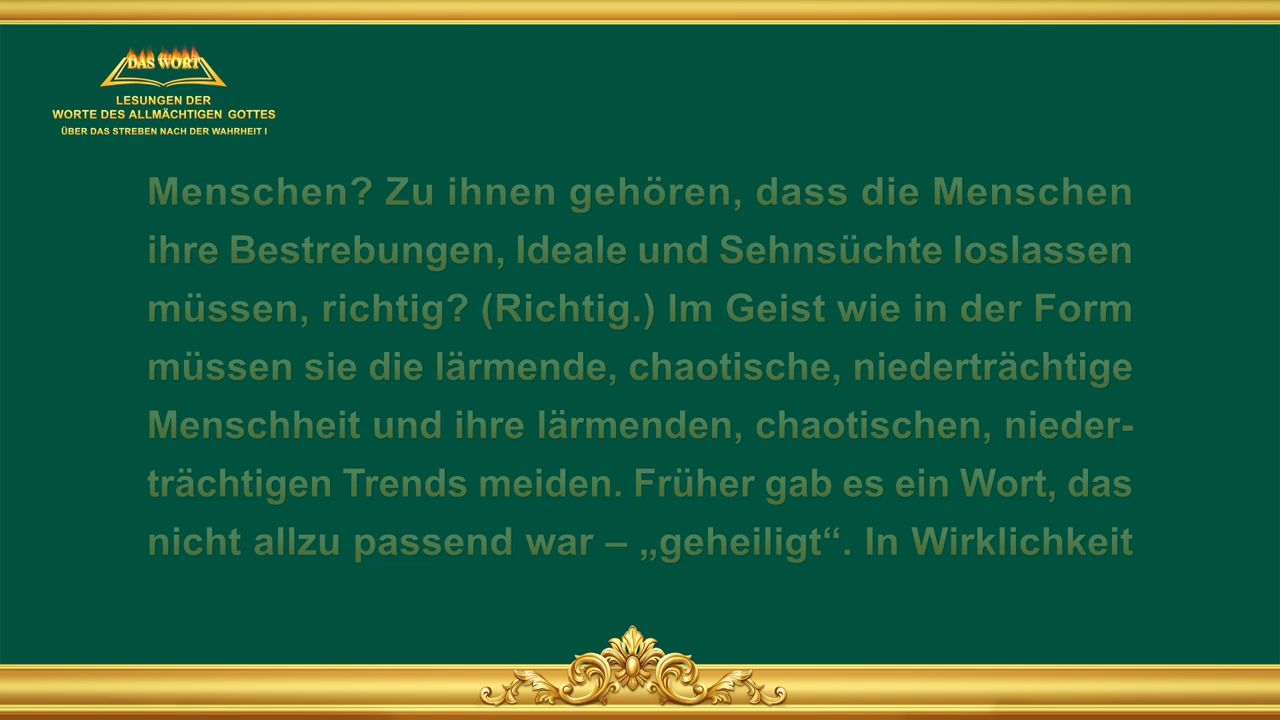 DAS WORT
LESUNGEN DER
WORTE DES ALLMÄCHTIGEN GOTTES
ÜBER DAS STREBEN NACH DER WAHRHEIT I
Menschen? Zu ihnen gehören, dass die Menschen
ihre Bestrebungen, Ideale und Sehnsüchte loslassen
müssen, richtig? (Richtig.) Im Geist wie in der Form
müssen sie die lärmende, chaotische, niederträchtige
Menschheit und ihre lärmenden, chaotischen, nieder-
trächtigen Trends meiden. Früher gab es ein Wort, das
nicht allzu passend war – „geheiligt“. In Wirklichkeit